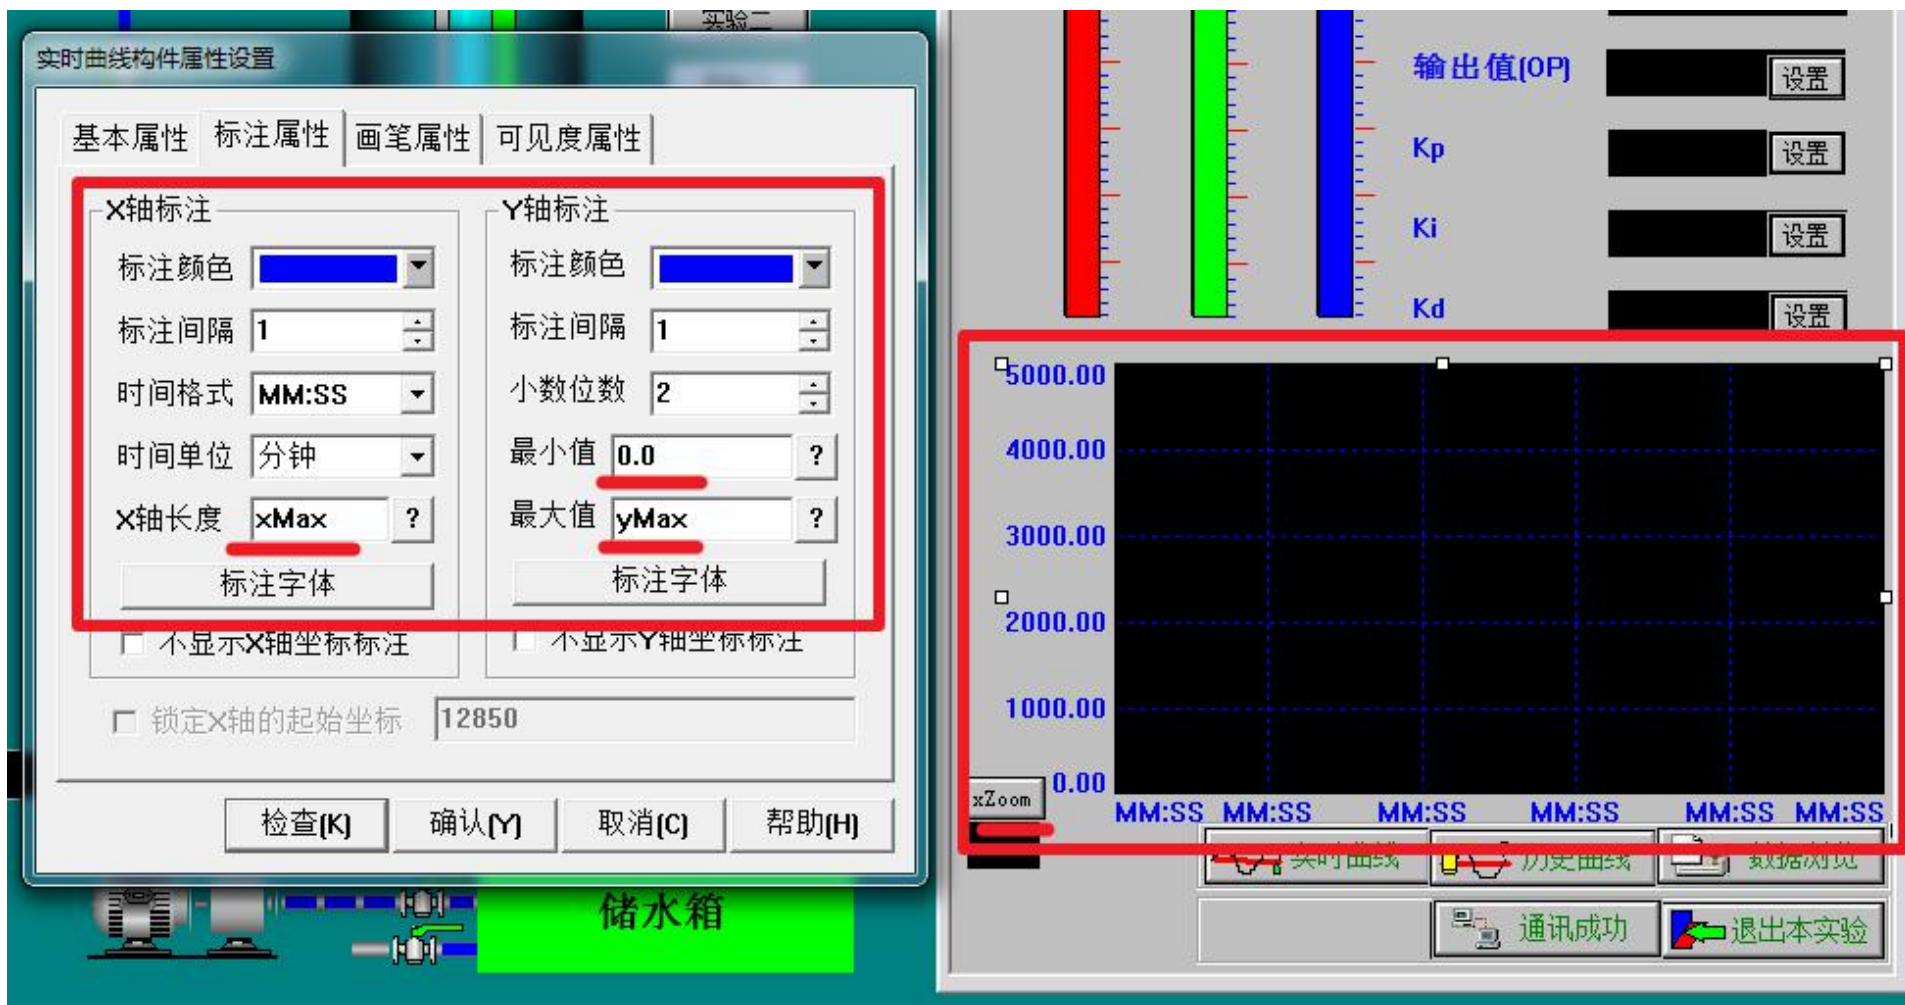 实验二
实时曲线构件属性设置
基本属性 标注属性 画笔属性 可见度属性
X轴标注
标注颜色
标注间隔 1
时间格式 MM:SS
时间单位 分钟
X轴长度 xMax ?
标注字体
不显示X轴坐标标注
Y轴标注
标注颜色
标注间隔 1
小数位数 2
最小值 0.0 ?
最大值 yMax ?
标注字体
不显示Y轴坐标标注
锁定X轴的起始坐标 12850
检查(K) 确认(Y) 取消(C) 帮助(H)
储水箱
输出值(OP) 设置
Kp 设置
Ki 设置
Kd 设置
5000.00
4000.00
3000.00
2000.00
1000.00
0.00
xZoom
MM:SS MM:SS MM:SS MM:SS MM:SS MM:SS
实时曲线 历史曲线 数据浏览
通讯成功 退出本实验